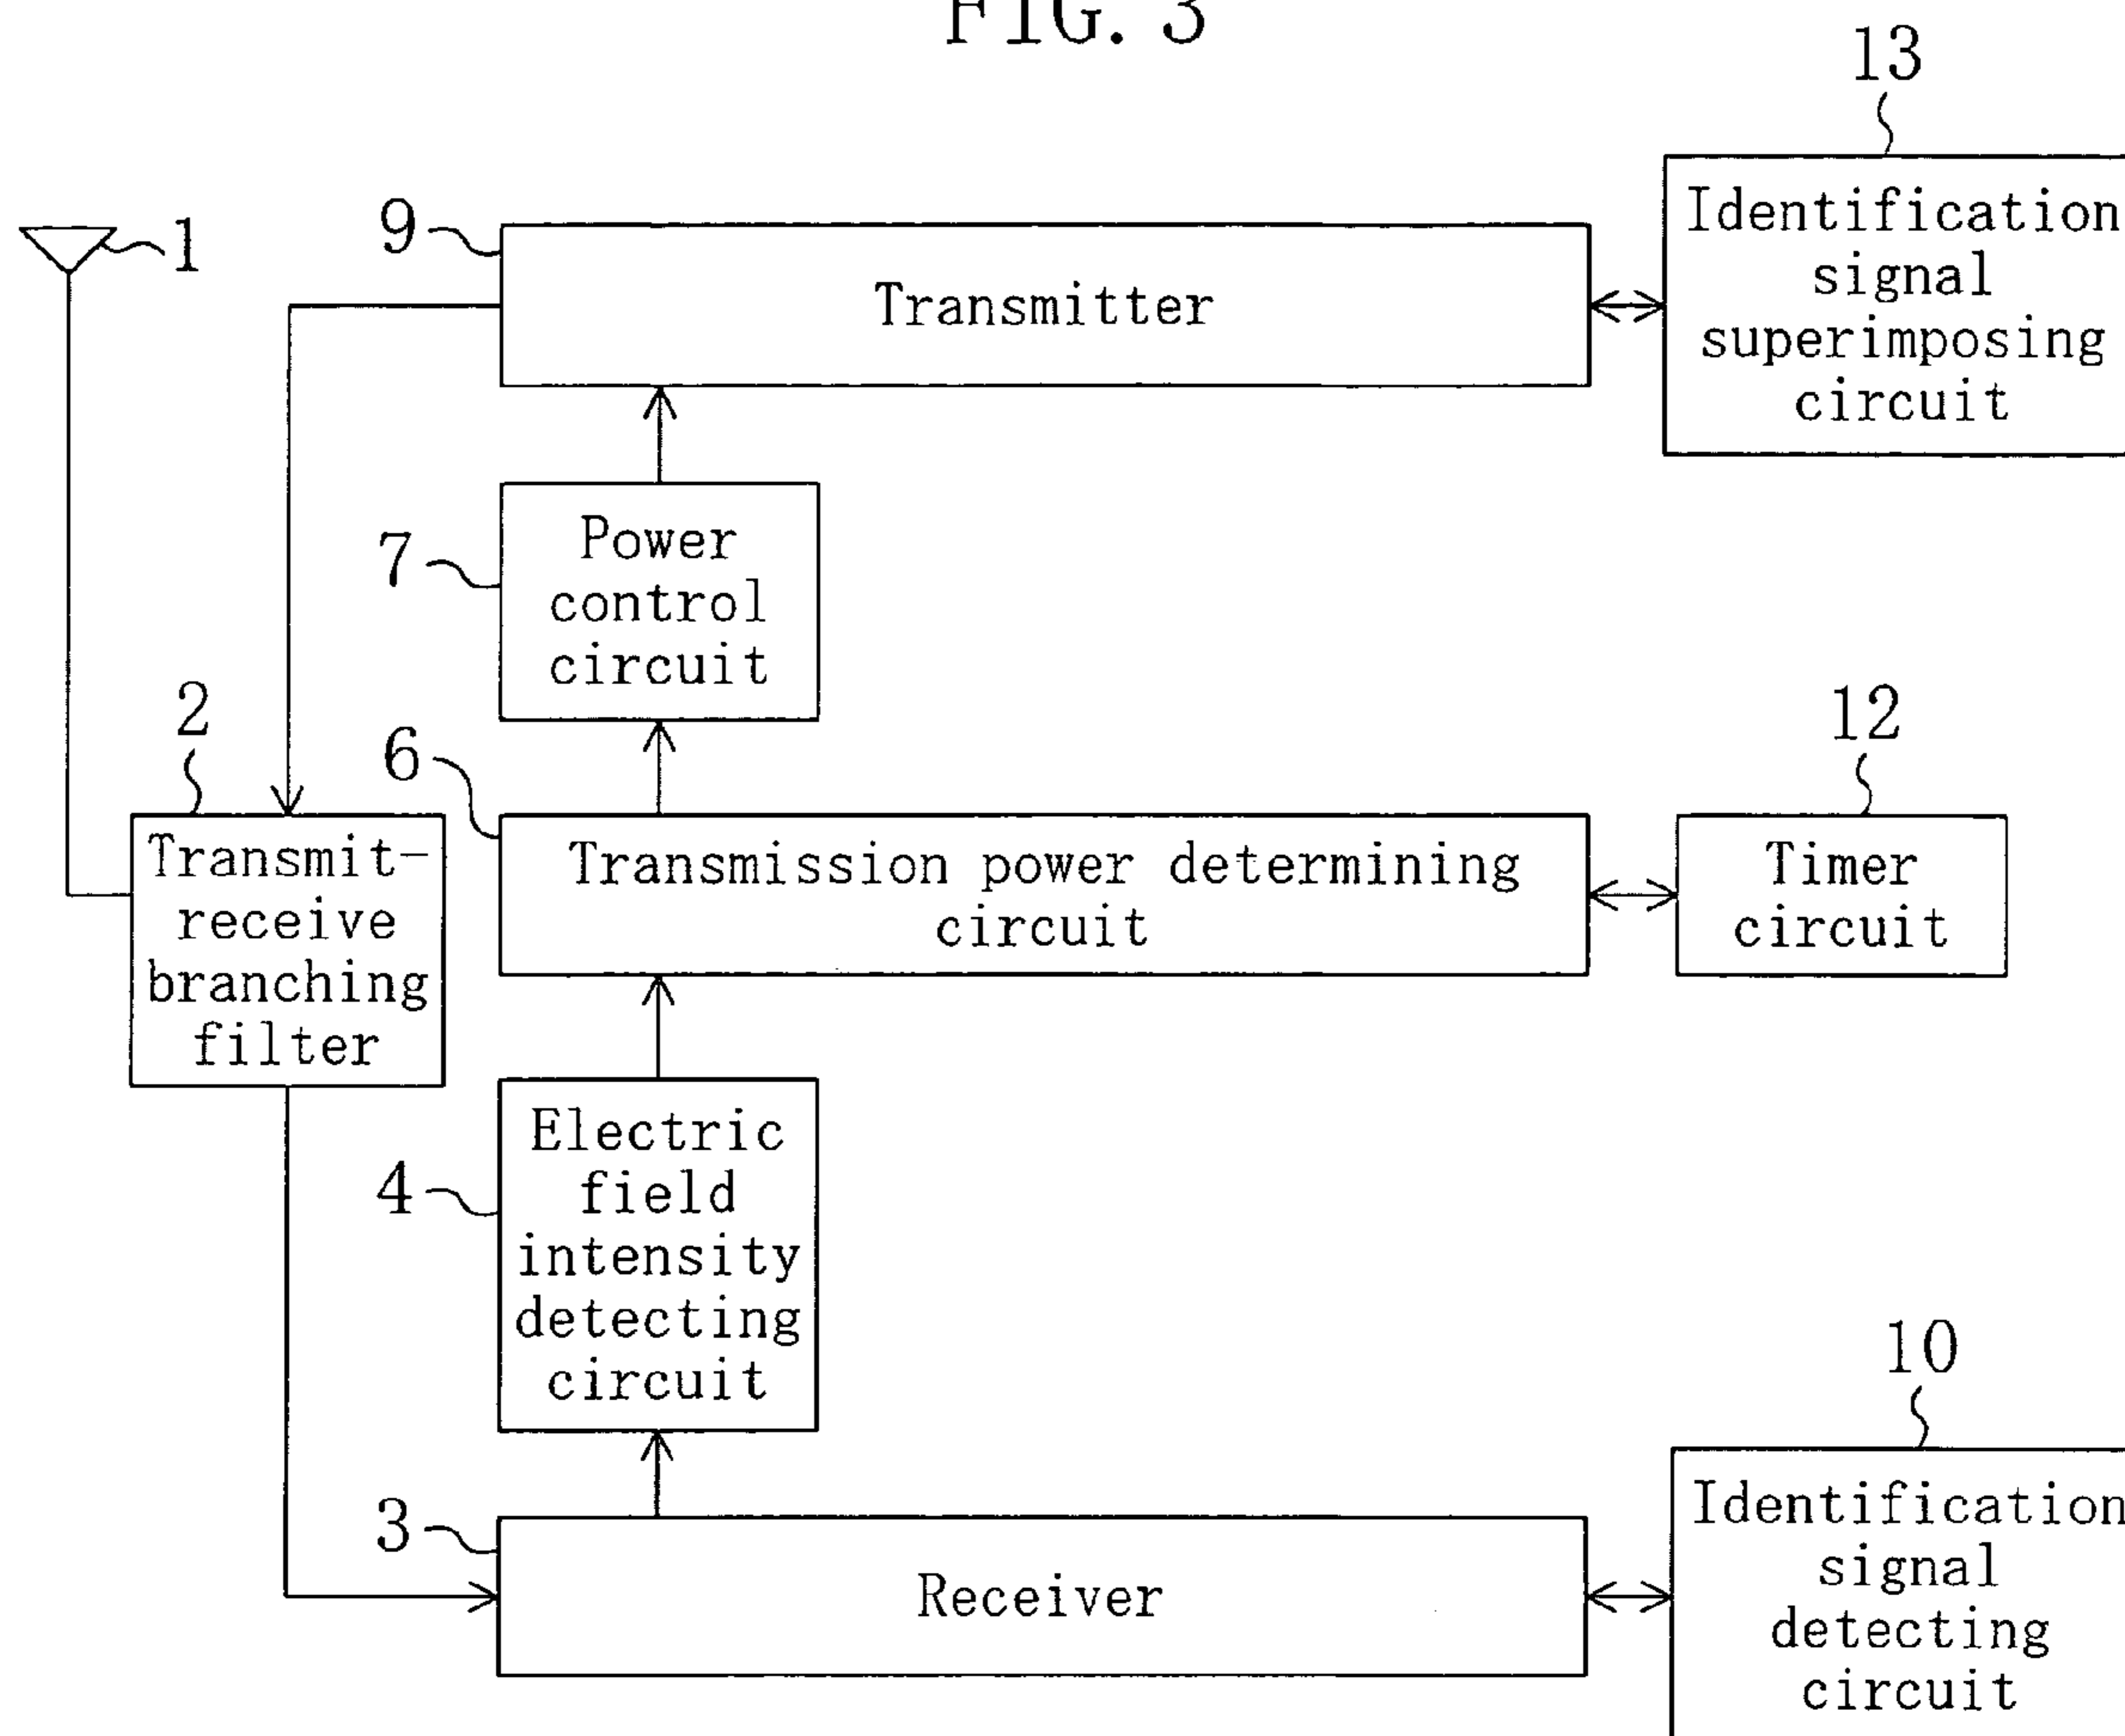 FIG. 3
13
Identification
signal
superimposing
circuit
1
9
Transmitter
7
Power
control
circuit
2
Transmit-
receive
branching
filter
6
Transmission power determining
circuit
12
Timer
circuit
4
Electric
field
intensity
detecting
circuit
10
Identification
signal
detecting
circuit
3
Receiver